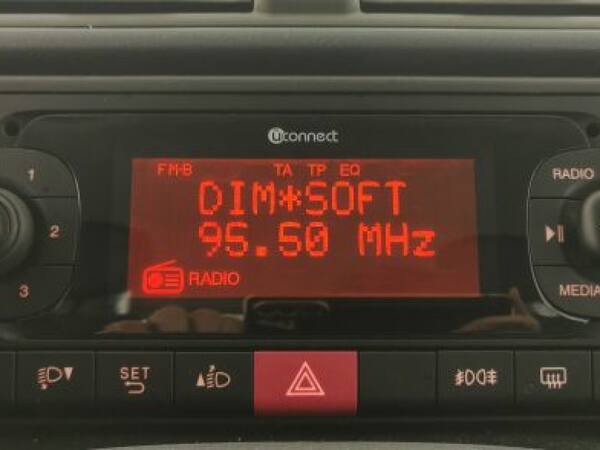 uconnect
FM-B TA TP EQ
DIM*SOFT
95.50 MHz
RADIO
1
2
3
RADIO
MEDIA
SET